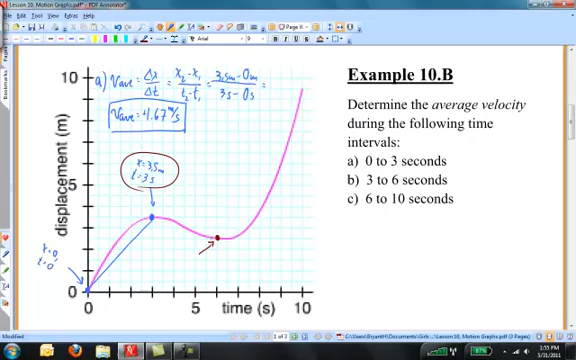 Lesson 10, Motion Graphs.pdf* - PDF Annotator
File Edit View Tools Help
Arial
a) Vave = Δx/Δt = x₂-x₁/t₂-t₁ = 3.5m-0m/3s-0s =
Vave = +1.67 m/s
x=3.5m
t=3s
x=0
t=0
10
5
0
displacement (m)
0 5 10
time (s)
Example 10.B
Determine the average velocity
during the following time
intervals:
a) 0 to 3 seconds
b) 3 to 6 seconds
c) 6 to 10 seconds
Modified
1 of 3
1:55 PM
5/31/2011